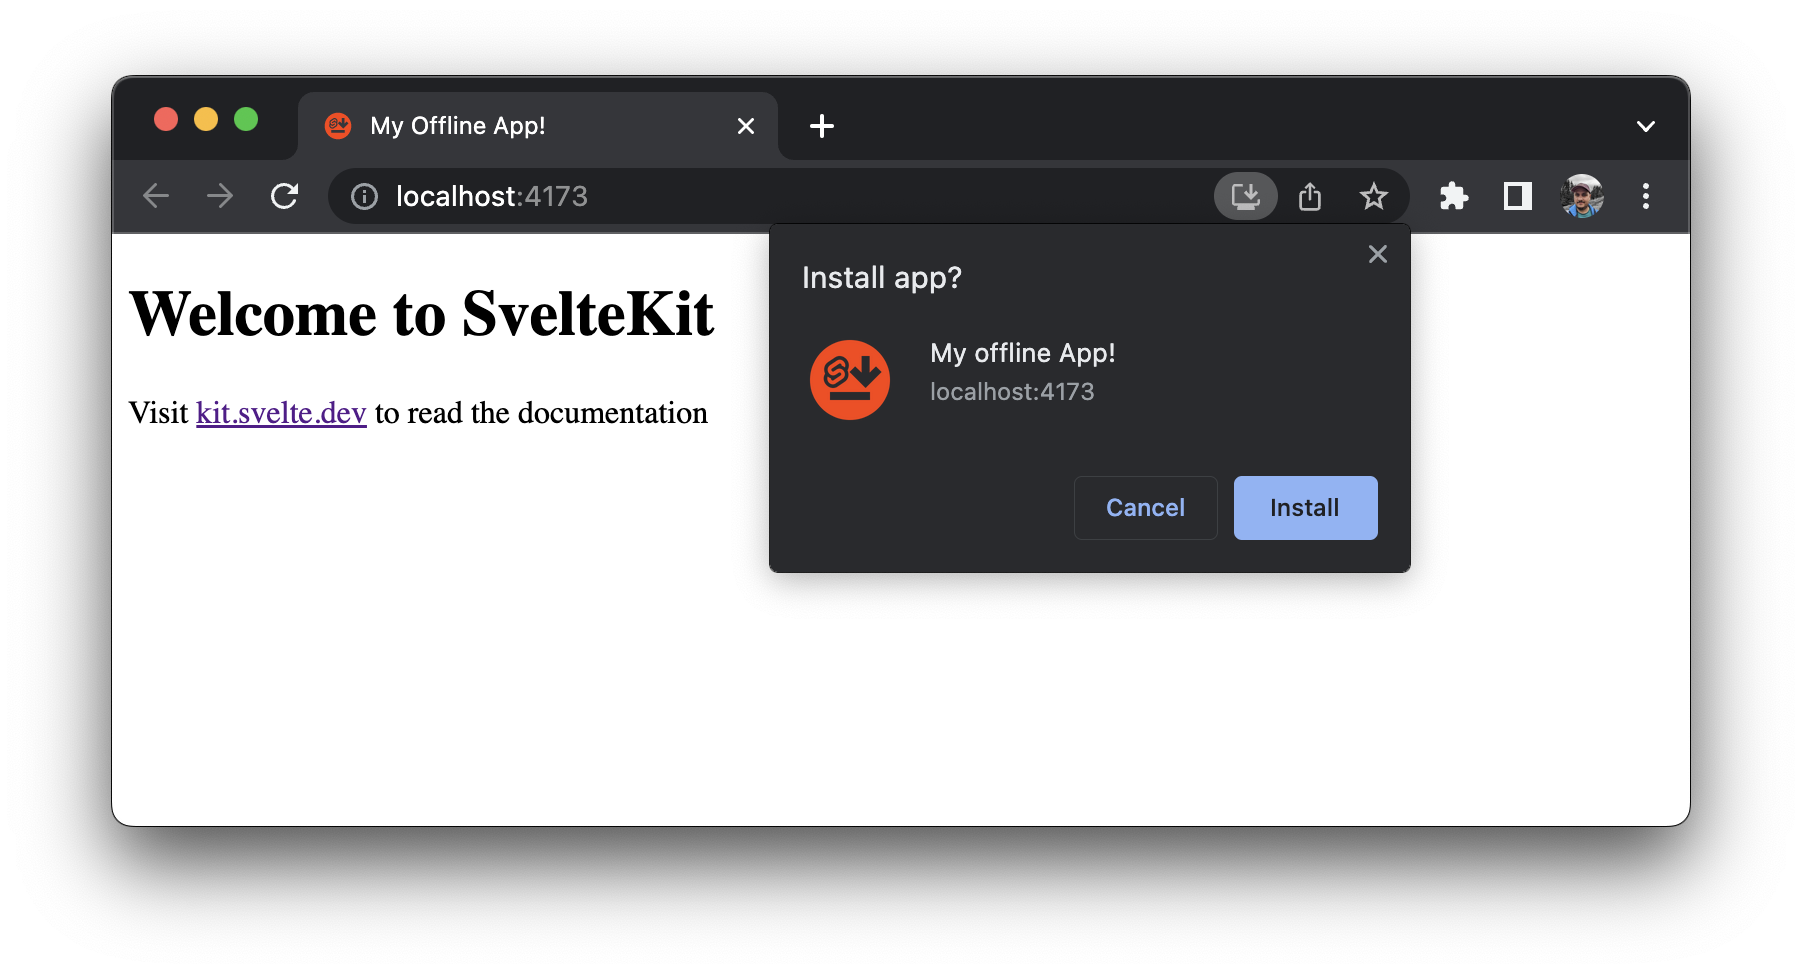 My Offline App!
localhost:4173
Install app?
My offline App!
localhost:4173
Cancel
Install
Welcome to SvelteKit
Visit kit.svelte.dev to read the documentation